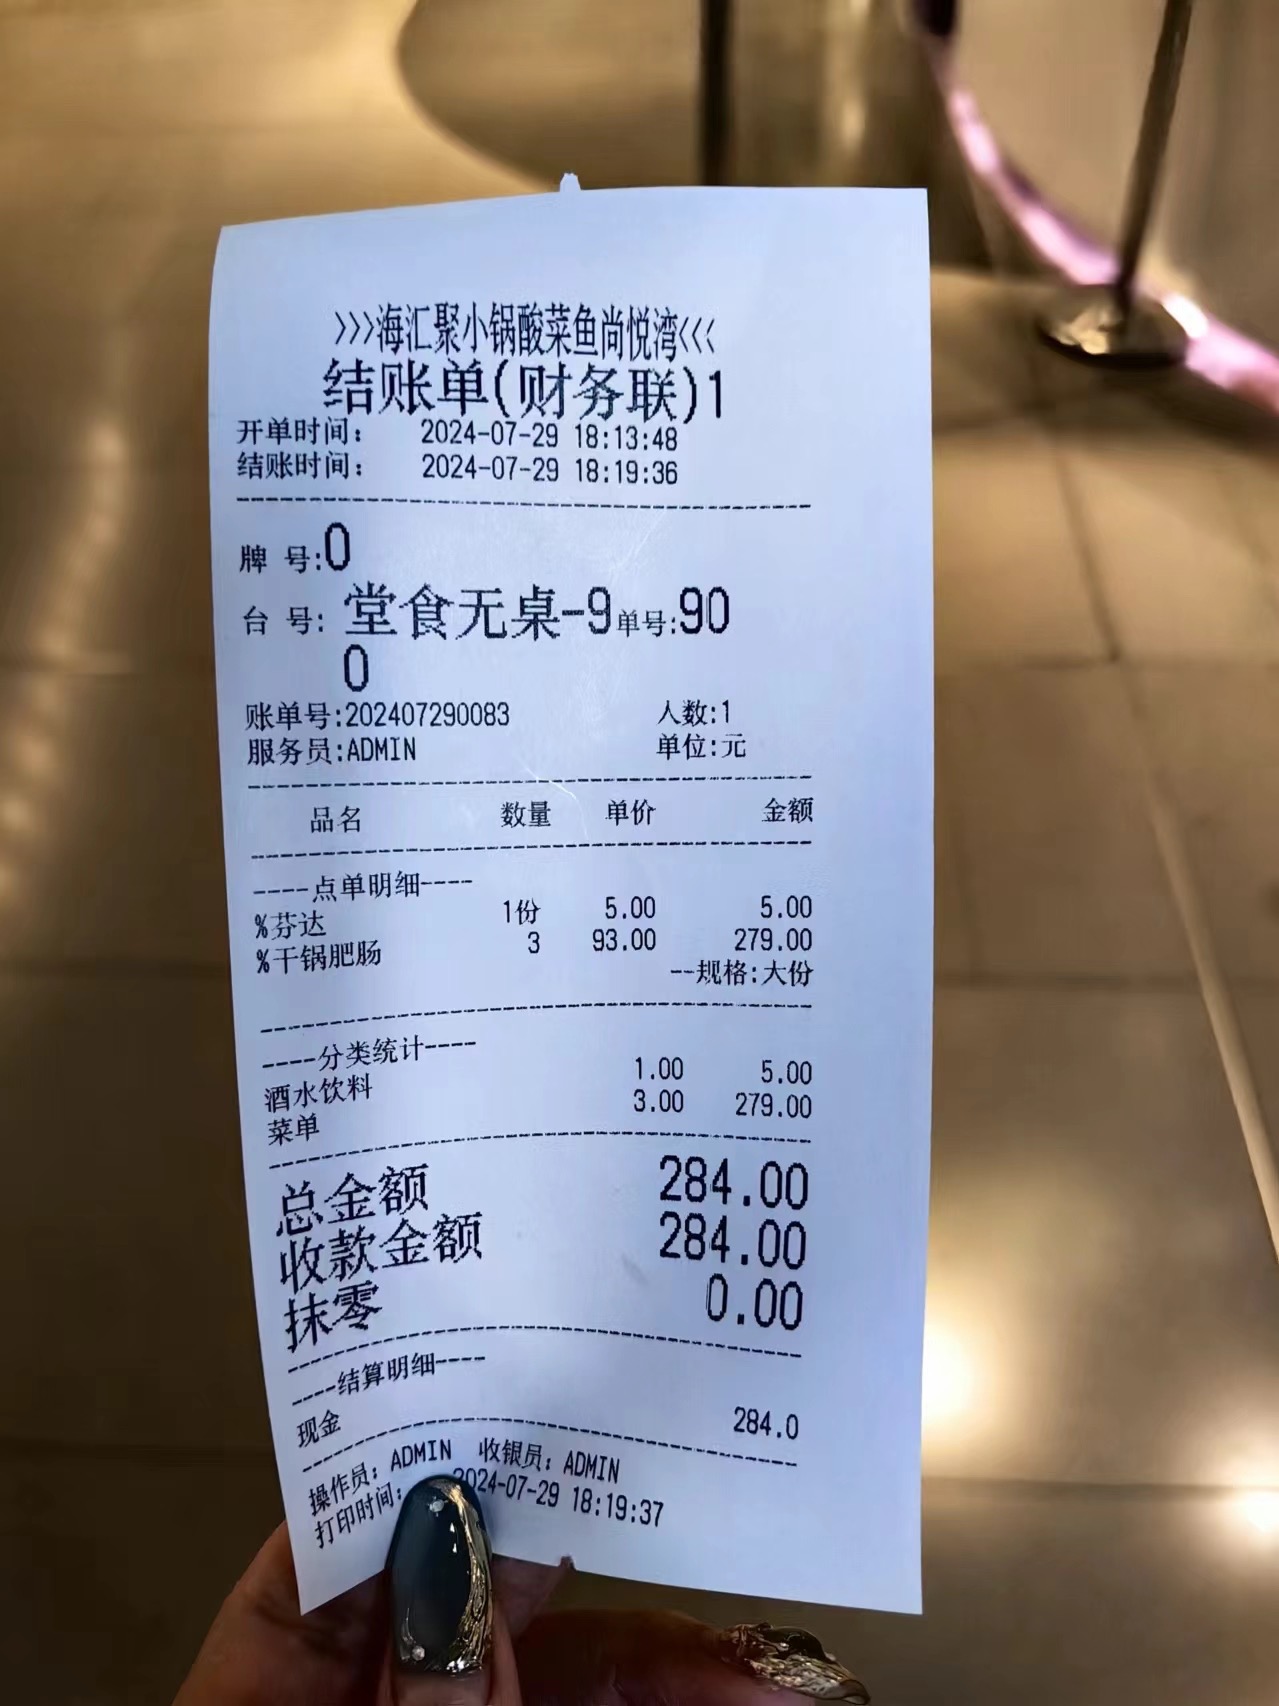 >>>海汇聚小锅酸菜鱼尚悦湾<<<
结账单(财务联)1
开单时间: 2024-07-29 18:13:48
结账时间: 2024-07-29 18:19:36
牌 号:0
台 号: 堂食无桌-9单号:90
0
账单号:202407290083 人数:1
服务员:ADMIN 单位:元
品名 数量 单价 金额
----点单明细----
%芬达 1份 5.00 5.00
%干锅肥肠 3 93.00 279.00
--规格:大份
----分类统计----
酒水饮料 1.00 5.00
菜单 3.00 279.00
总金额 284.00
收款金额 284.00
抹零 0.00
----结算明细----
现金 284.0
操作员: ADMIN 收银员: ADMIN
打印时间: 2024-07-29 18:19:37